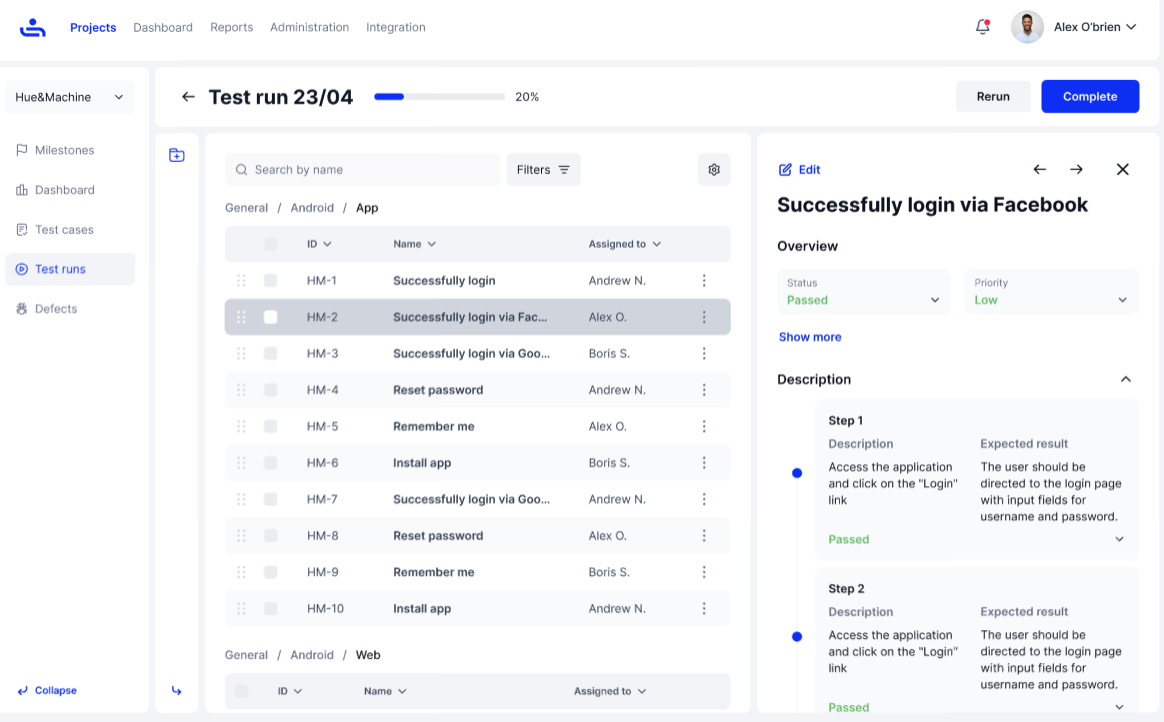 Projects Dashboard Reports Administration Integration
Alex O'brien
Hue&Machine
Milestones
Dashboard
Test cases
Test runs
Defects
Collapse
Test run 23/04
20%
Rerun
Complete
Search by name
Filters
General / Android / App
ID Name Assigned to
HM-1 Successfully login Andrew N.
HM-2 Successfully login via Fac... Alex O.
HM-3 Successfully login via Goo... Boris S.
HM-4 Reset password Andrew N.
HM-5 Remember me Alex O.
HM-6 Install app Boris S.
HM-7 Successfully login via Goo... Andrew N.
HM-8 Reset password Alex O.
HM-9 Remember me Boris S.
HM-10 Install app Andrew N.
General / Android / Web
ID Name Assigned to
Edit
Successfully login via Facebook
Overview
Status
Passed
Priority
Low
Show more
Description
Step 1
Description
Access the application
and click on the "Login"
link
Expected result
The user should be
directed to the login page
with input fields for
username and password.
Passed
Step 2
Description
Access the application
and click on the "Login"
link
Expected result
The user should be
directed to the login page
with input fields for
username and password.
Passed